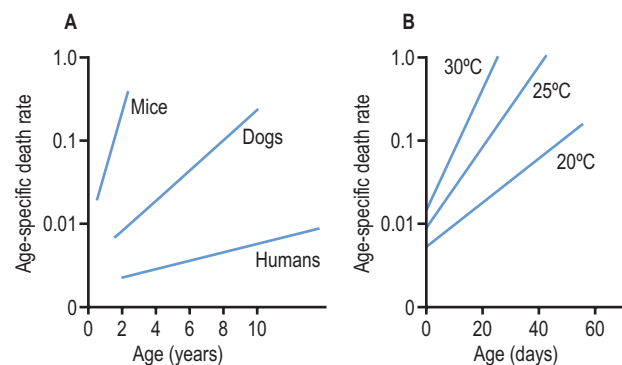 A
Age-specific death rate
1.0
0.1
0.01
0
Mice
Dogs
Humans
0 2 4 6 8 10
Age (years)
B
Age-specific death rate
1.0
0.1
0.01
0
30ºC
25ºC
20ºC
0 20 40 60
Age (days)